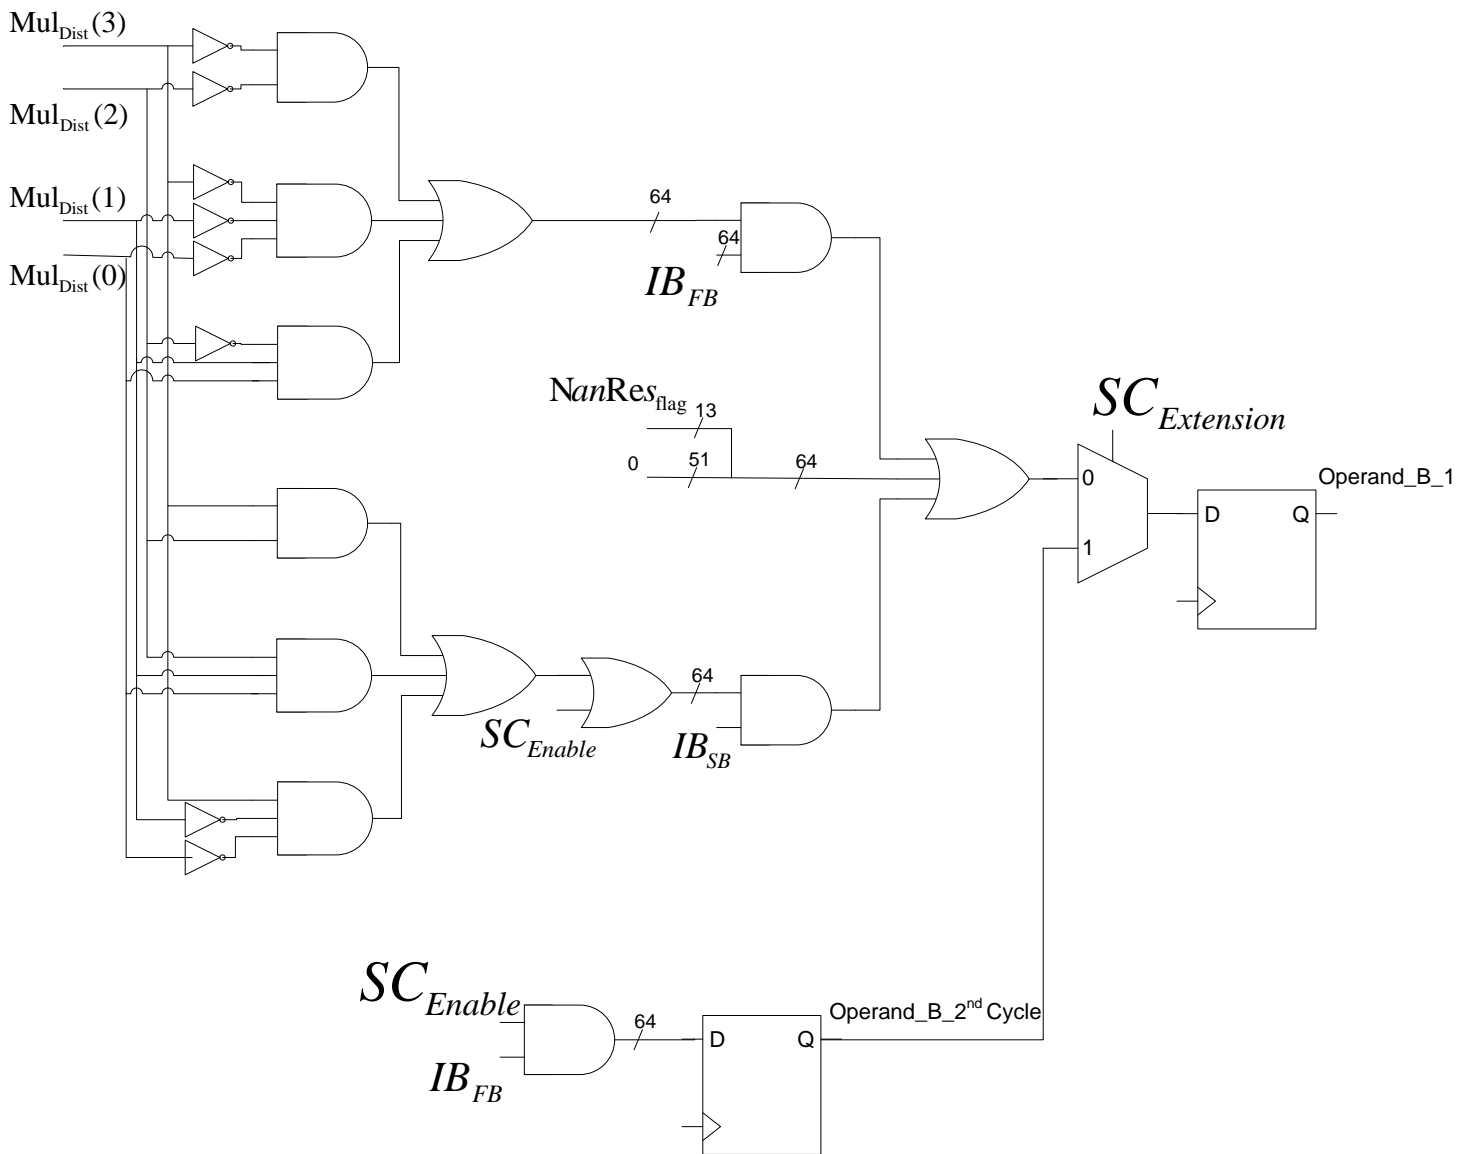 Mul_Dist(3)
Mul_Dist(2)
Mul_Dist(1)
Mul_Dist(0)
64
64
IB_FB
NanRes_flag
13
0
51
64
SC_Extension
0
1
Operand_B_1
D
Q
SC_Enable
64
IB_SB
SC_Enable
IB_FB
64
D
Q
Operand_B_2nd Cycle